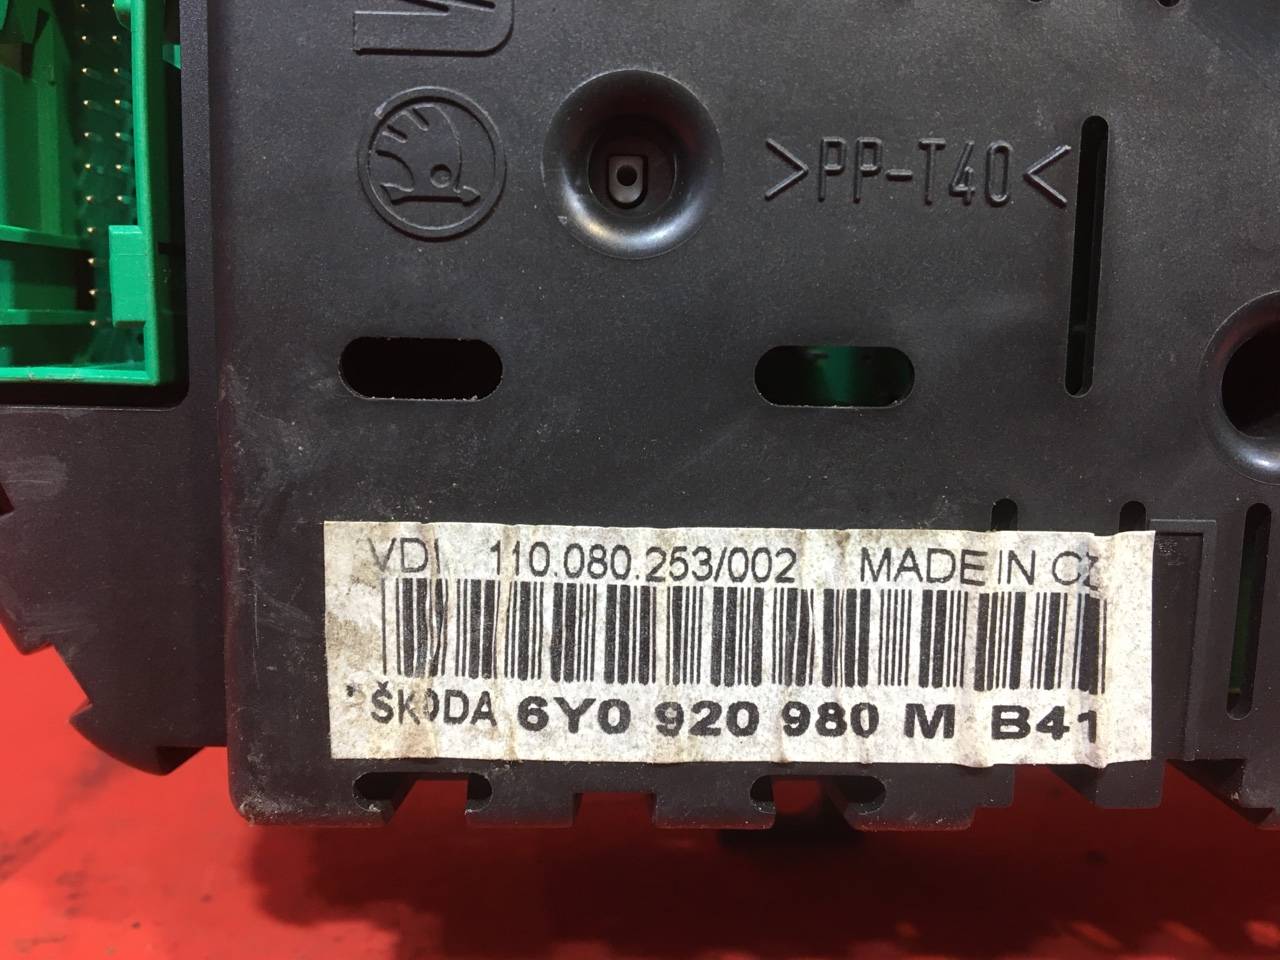 >PP-T40<
VDI 110.080.253/002 MADE IN CZ
ŠKODA 6Y0 920 980 M B41